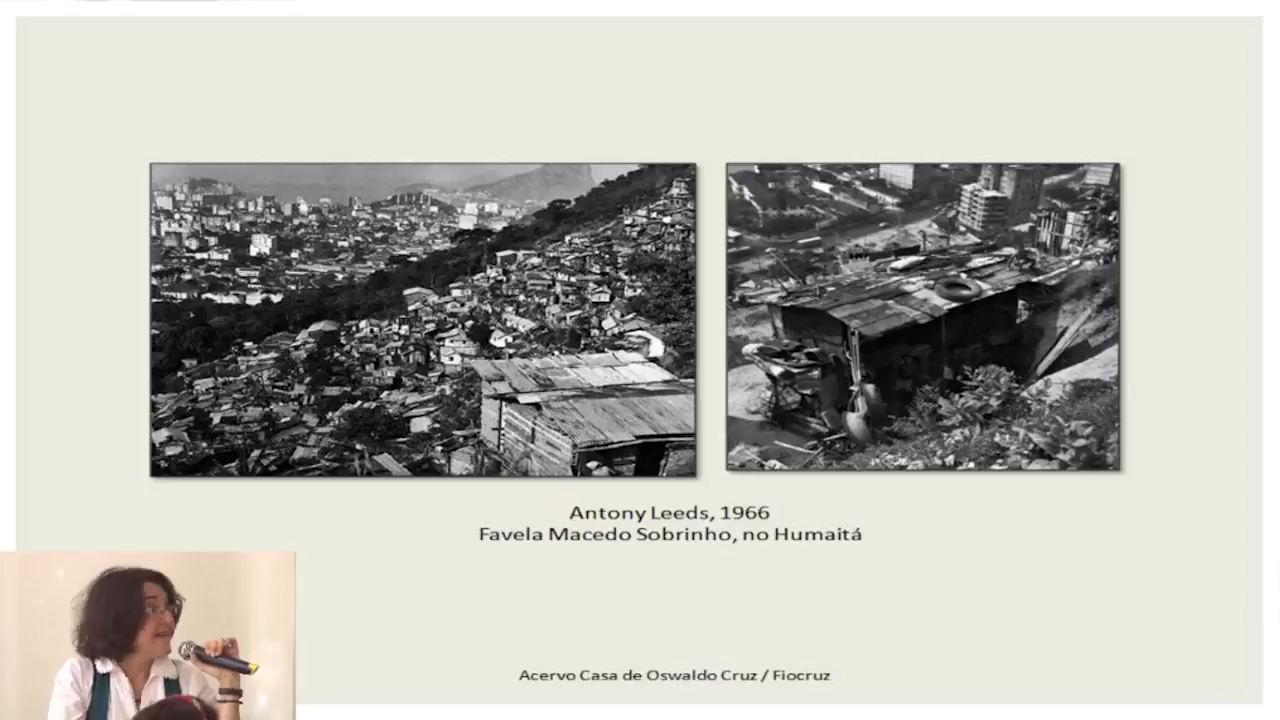 Antony Leeds, 1966
Favela Macedo Sobrinho, no Humaitá
Acervo Casa de Oswaldo Cruz / Fiocruz